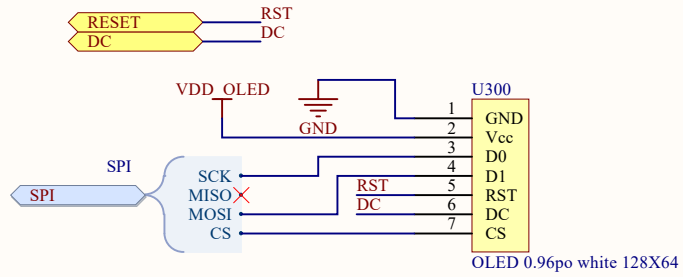 RESET RST
DC DC
VDD_OLED
GND
U300
1 GND
2 Vcc
3 D0
4 D1
RST 5 RST
DC 6 DC
7 CS
SPI
SPI
SCK
MISO
MOSI
CS
OLED 0.96po white 128X64